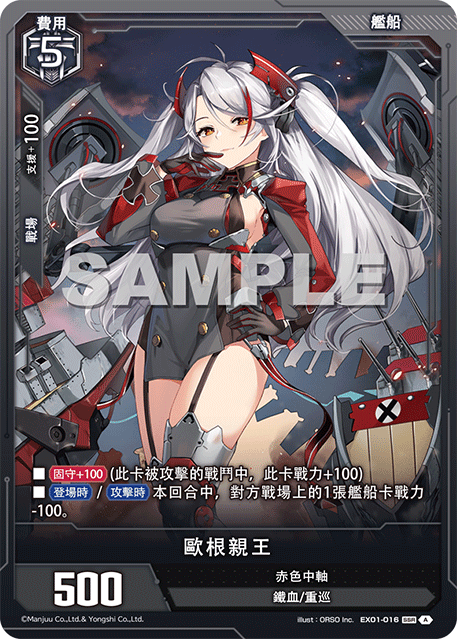 費用
5
艦船
支援+100
戰場
SAMPLE
■ 固守+100 (此卡被攻擊的戰鬥中，此卡戰力+100)
■ 登場時 / 攻擊時 本回合中，對方戰場上的1張艦船卡戰力
-100。
歐根親王
500
赤色中軸
鐵血/重巡
©Manjuu Co.,Ltd.& Yongshi Co.,Ltd.
illust : ORSO Inc. EX01-016 SSR A